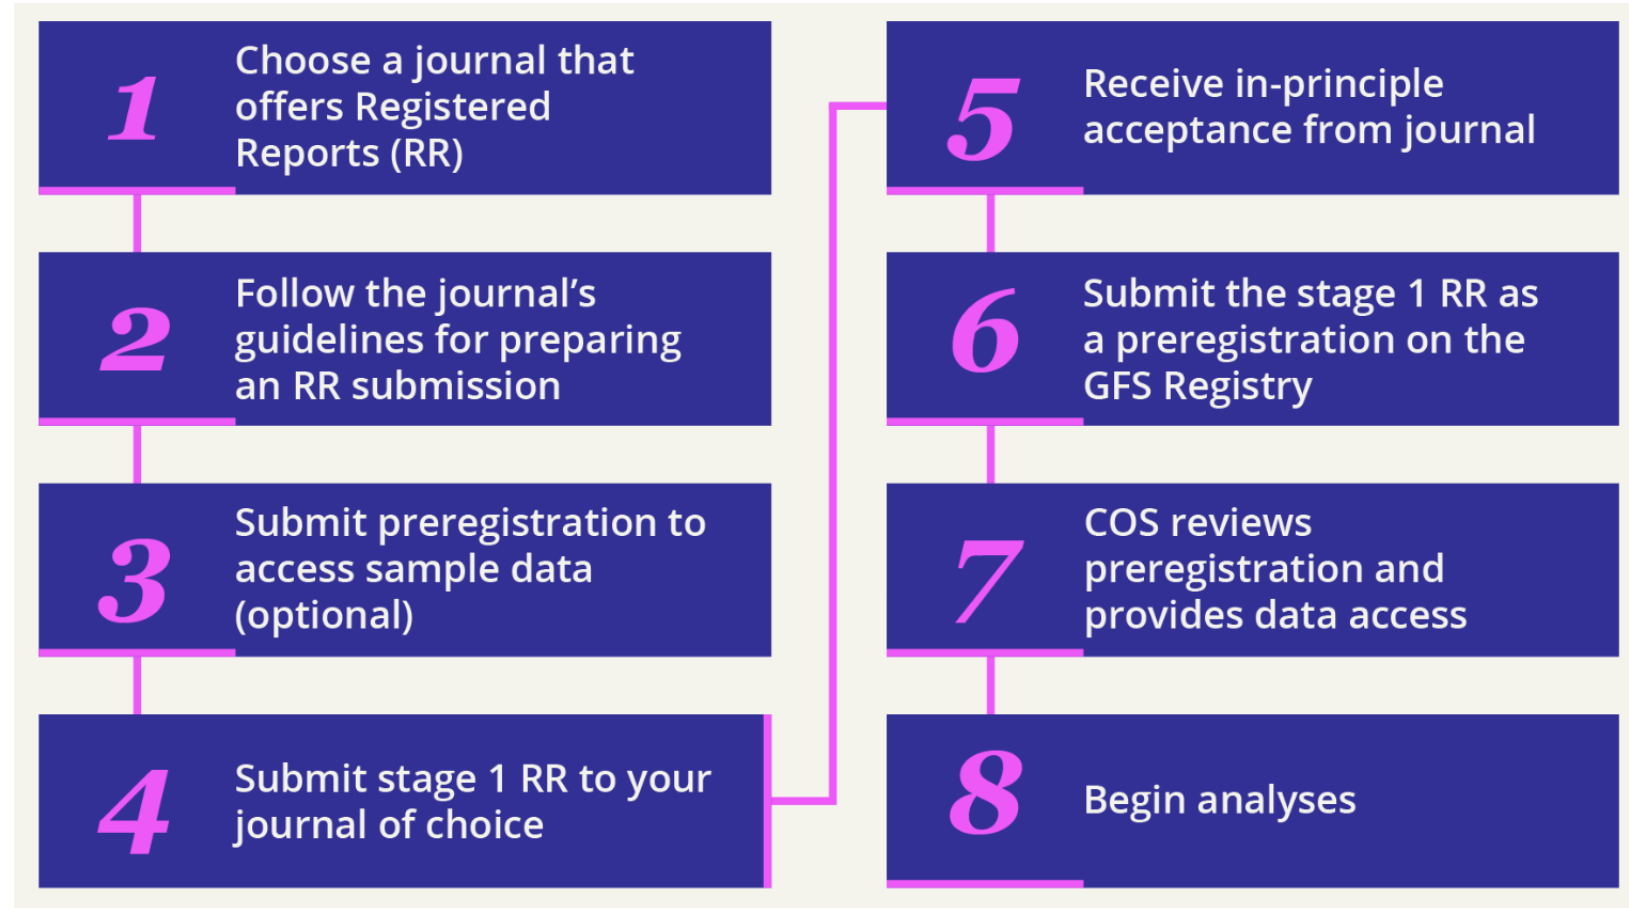 1
Choose a journal that
offers Registered
Reports (RR)
2
Follow the journal’s
guidelines for preparing
an RR submission
3
Submit preregistration to
access sample data
(optional)
4
Submit stage 1 RR to your
journal of choice
5
Receive in-principle
acceptance from journal
6
Submit the stage 1 RR as
a preregistration on the
GFS Registry
7
COS reviews
preregistration and
provides data access
8
Begin analyses